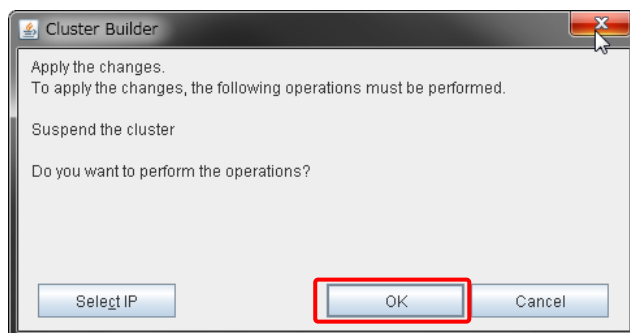 Cluster Builder
Apply the changes.
To apply the changes, the following operations must be performed.
Suspend the cluster
Do you want to perform the operations?
Select IP
OK
Cancel